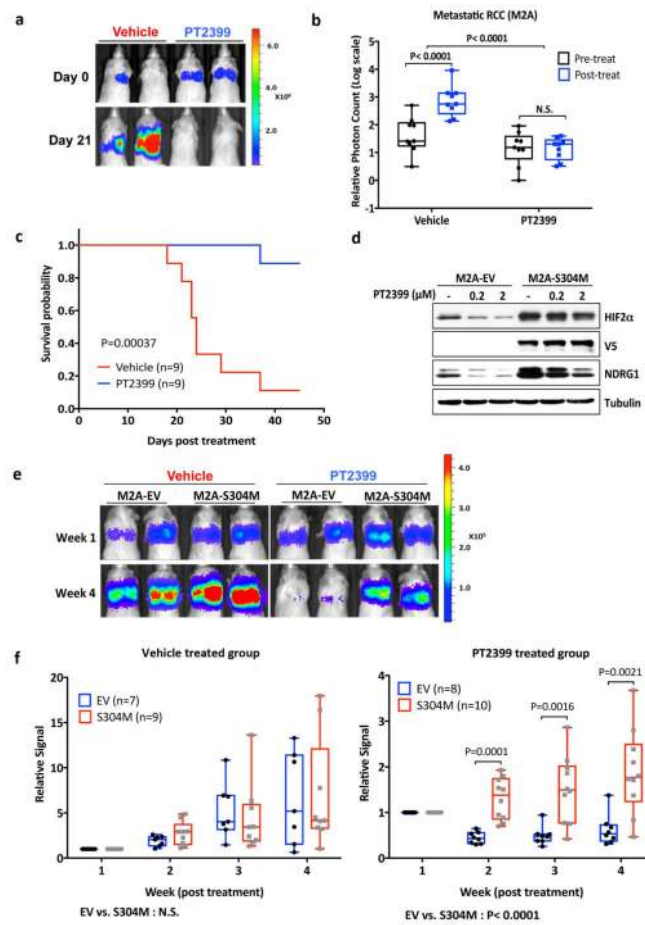 a
Vehicle PT2399
Day 0
Day 21
6.0
4.0
2.0
b
Metastatic RCC (M2A)
P< 0.0001
P< 0.0001
N.S.
Pre-treat
Post-treat
Relative Photon Count (Log scale)
5
4
3
2
1
0
-1
Vehicle PT2399
c
Survival probability
1.0
0.8
0.6
0.4
0.2
0.0
P=0.00037
Vehicle (n=9)
PT2399 (n=9)
0 10 20 30 40 50
Days post treatment
d
M2A-EV M2A-S304M
PT2399 (μM) - 0.2 2 - 0.2 2
HIF2α
V5
NDRG1
Tubulin
e
Vehicle PT2399
M2A-EV M2A-S304M M2A-EV M2A-S304M
Week 1
Week 4
4.0
3.0
2.0
1.0
f
Vehicle treated group
EV (n=7)
S304M (n=9)
Relative Signal
20
15
10
5
0
1 2 3 4
Week (post treatment)
EV vs. S304M : N.S.
PT2399 treated group
EV (n=8)
S304M (n=10)
P=0.0001
P=0.0016
P=0.0021
Relative Signal
4
3
2
1
0
1 2 3 4
Week (post treatment)
EV vs. S304M : P< 0.0001